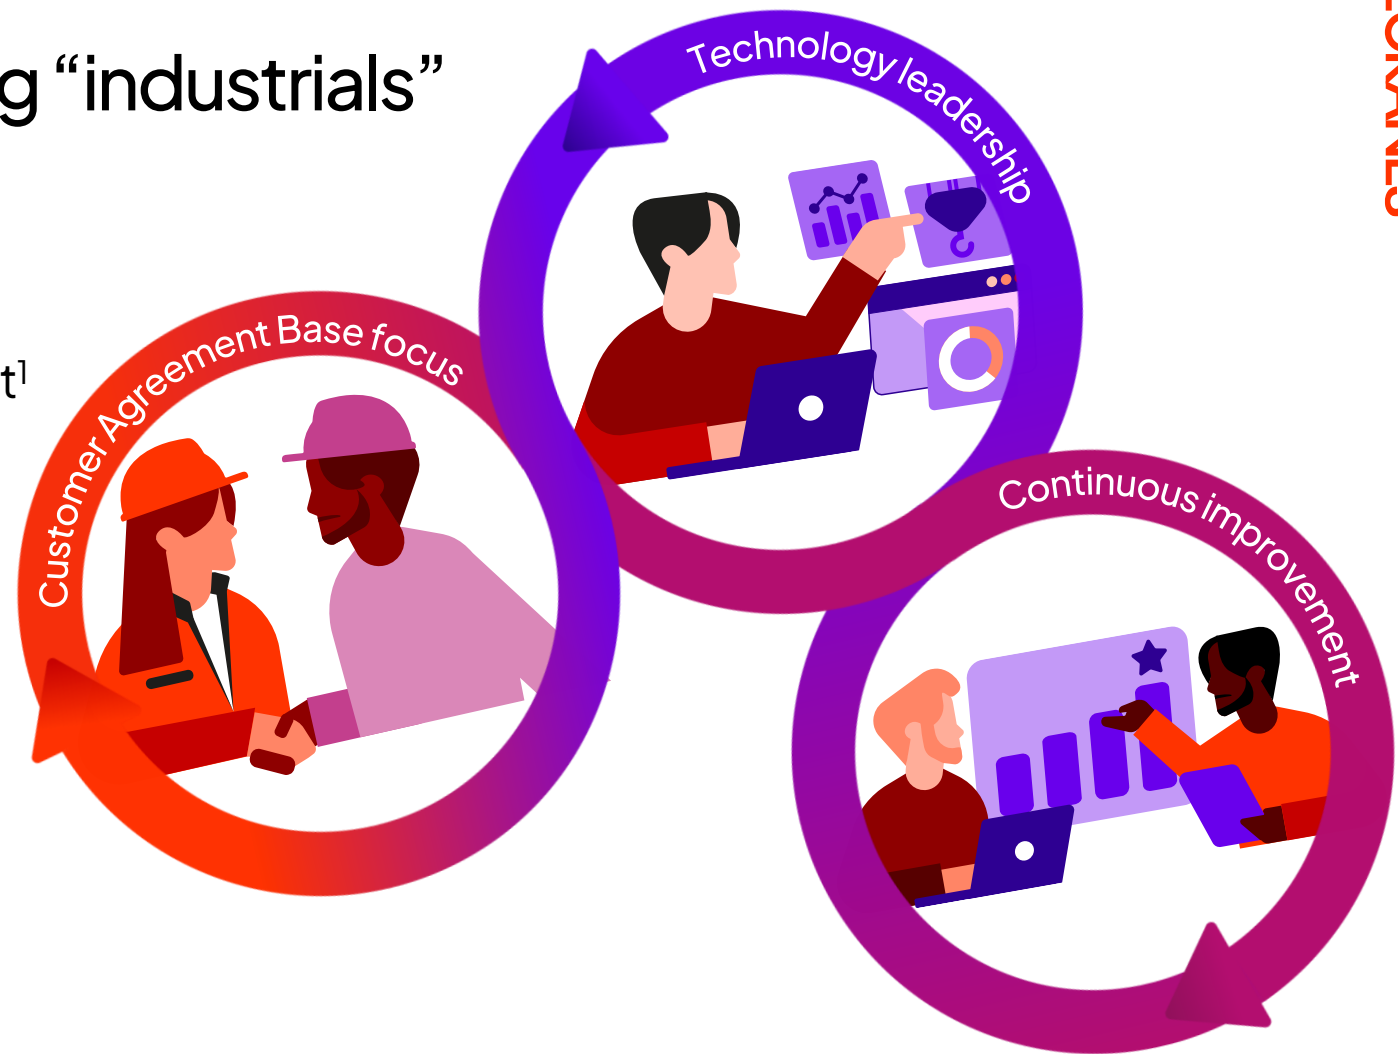 g “industrials”
t¹
Technology leadership
Customer Agreement Base focus
Continuous improvement